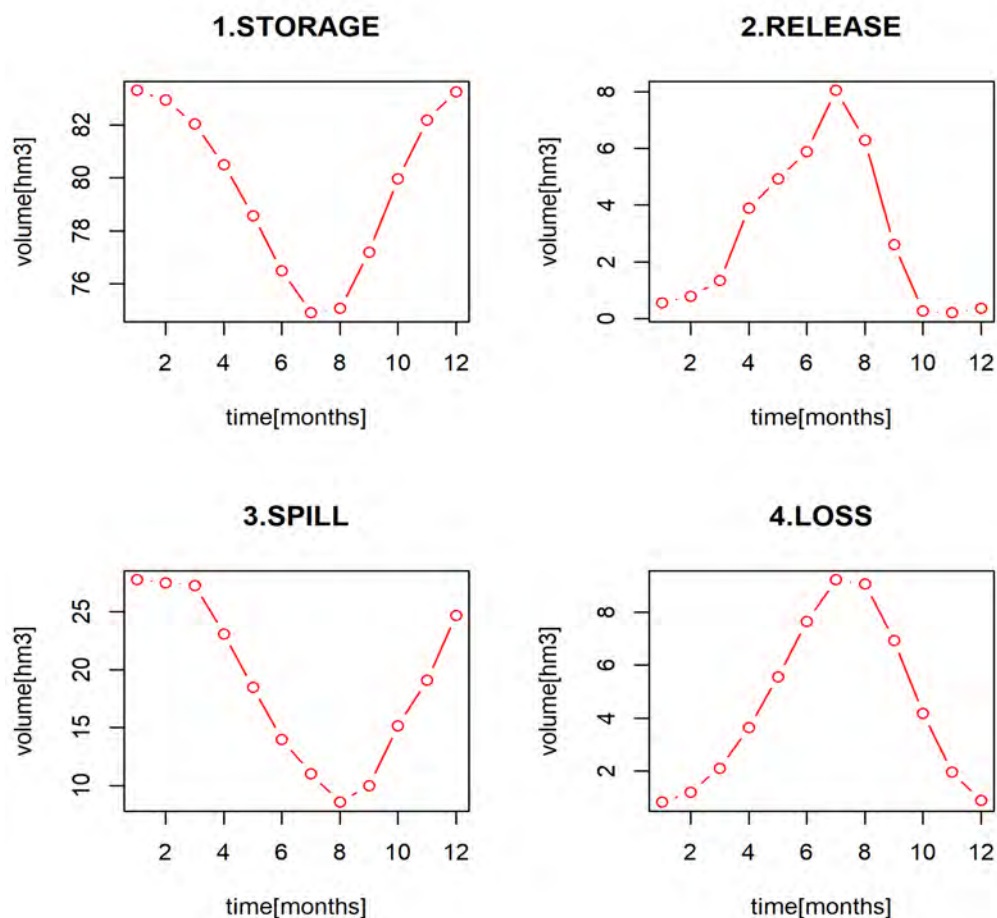 1.STORAGE
volume[hm3]
82
80
78
76
2 4 6 8 10 12
time[months]
2.RELEASE
volume[hm3]
8
6
4
2
0
2 4 6 8 10 12
time[months]
3.SPILL
volume[hm3]
25
20
15
10
2 4 6 8 10 12
time[months]
4.LOSS
volume[hm3]
8
6
4
2
2 4 6 8 10 12
time[months]